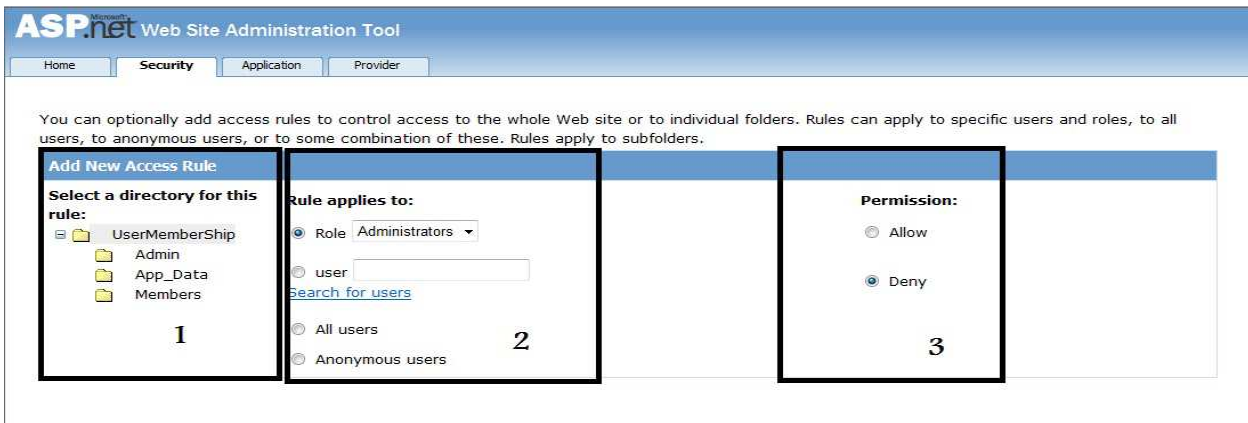 Microsoft
ASP.net Web Site Administration Tool
Home Security Application Provider
You can optionally add access rules to control access to the whole Web site or to individual folders. Rules can apply to specific users and roles, to all
users, to anonymous users, or to some combination of these. Rules apply to subfolders.
Add New Access Rule
Select a directory for this
rule:
UserMemberShip
Admin
App_Data
Members
1
Rule applies to:
Role Administrators
user
Search for users
All users
Anonymous users
2
Permission:
Allow
Deny
3